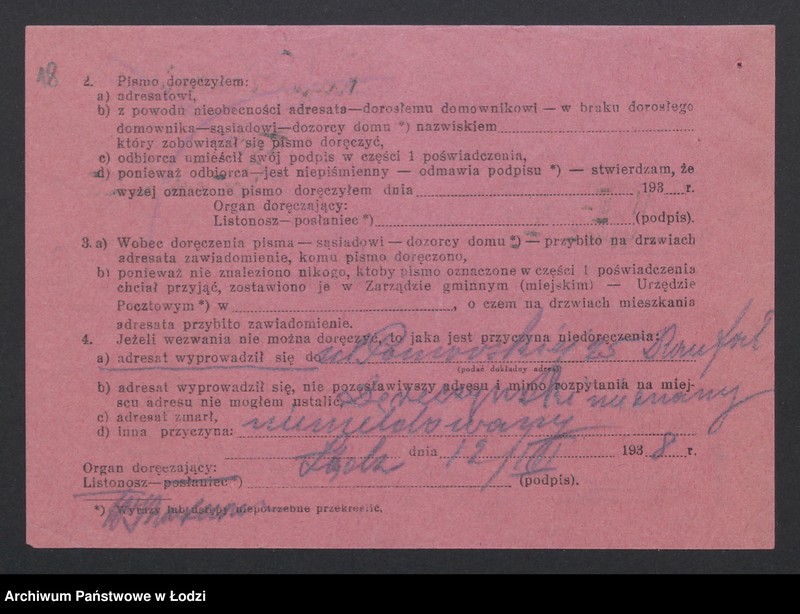 18
2. Pismo doręczyłem:
a) adresatowi,
b) z powodu nieobecności adresata—dorosłemu domownikowi — w braku dorosłego
domownika—sąsiadowi—dozorcy domu *) nazwiskiem
który zobowiązał się pismo doręczyć,
c) odbiorca umieścił swój podpis w części 1 poświadczenia,
d) ponieważ odbiorca—jest niepiśmienny — odmawia podpisu *) — stwierdzam, że
wyżej oznaczone pismo doręczyłem dnia 193 r.
Organ doręczający:
Listonosz—posłaniec *) (podpis).
3. a) Wobec doręczenia pisma — sąsiadowi — dozorcy domu *) — przybito na drzwiach
adresata zawiadomienie, komu pismo doręczono,
b) ponieważ nie znaleziono nikogo, ktoby pismo oznaczone w części 1 poświadczenia
chciał przyjąć, zostawiono je w Zarządzie gminnym (miejskim) — Urzędzie
Pocztowym *) w , o czem na drzwiach mieszkania
adresata przybito zawiadomienie.
4. Jeżeli wezwania nie można doręczyć, to jaka jest przyczyna niedoręczenia:
a) adresat wyprowadził się do
(podać dokładny adres)
b) adresat wyprowadził się, nie pozostawiwszy adresu i mimo rozpytania na miej-
scu adresu nie mogłem ustalić, nieznany
c) adresat zmarł,
d) inna przyczyna: niemeldowany
Łódź dnia 12/VII 1938 r.
Organ doręczający:
Listonosz—posłaniec *) (podpis).
*) Wyrazy lub ustępy niepotrzebne przekreślić.
Archiwum Państwowe w Łodzi